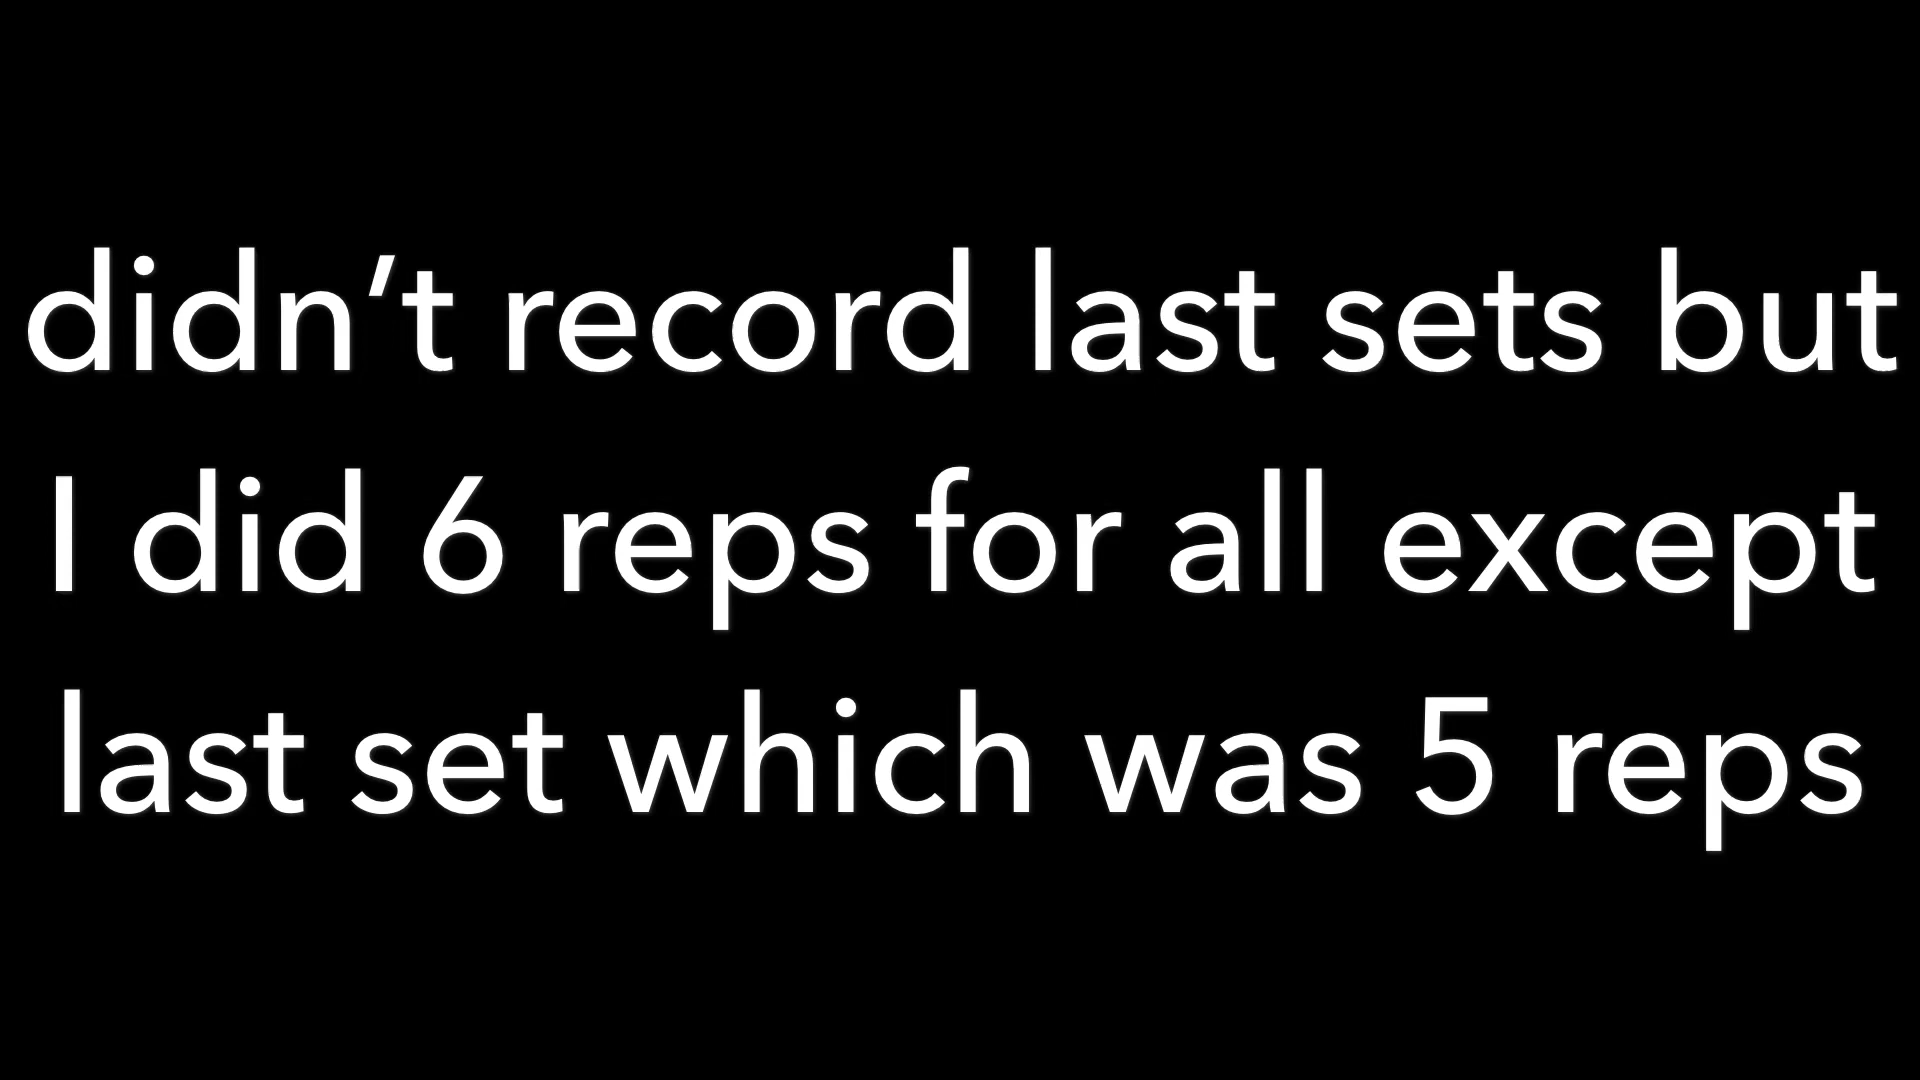 didn’t record last sets but
I did 6 reps for all except
last set which was 5 reps